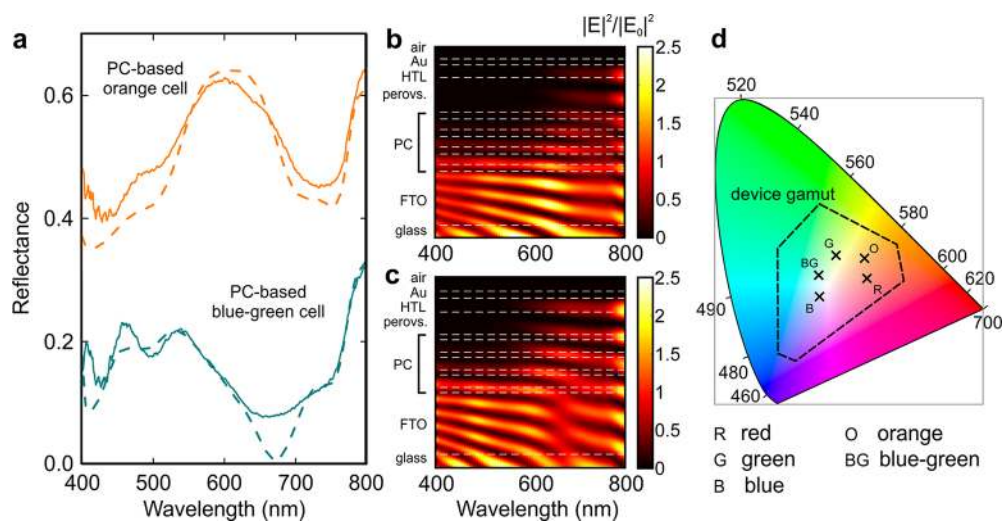 a
Reflectance
0.6
0.4
0.2
0.0
PC-based
orange cell
PC-based
blue-green cell
400 500 600 700 800
Wavelength (nm)
|E|²/|E₀|²
b
air
Au
HTL
perovs.
PC
FTO
glass
400 600 800
2.5
2
1.5
1
0.5
0
c
air
Au
HTL
perovs.
PC
FTO
glass
400 600 800
Wavelength (nm)
2.5
2
1.5
1
0.5
0
d
520
540
560
580
600
620
700
490
480
460
device gamut
G
O
BG
R
B
R red
O orange
G green
BG blue-green
B blue